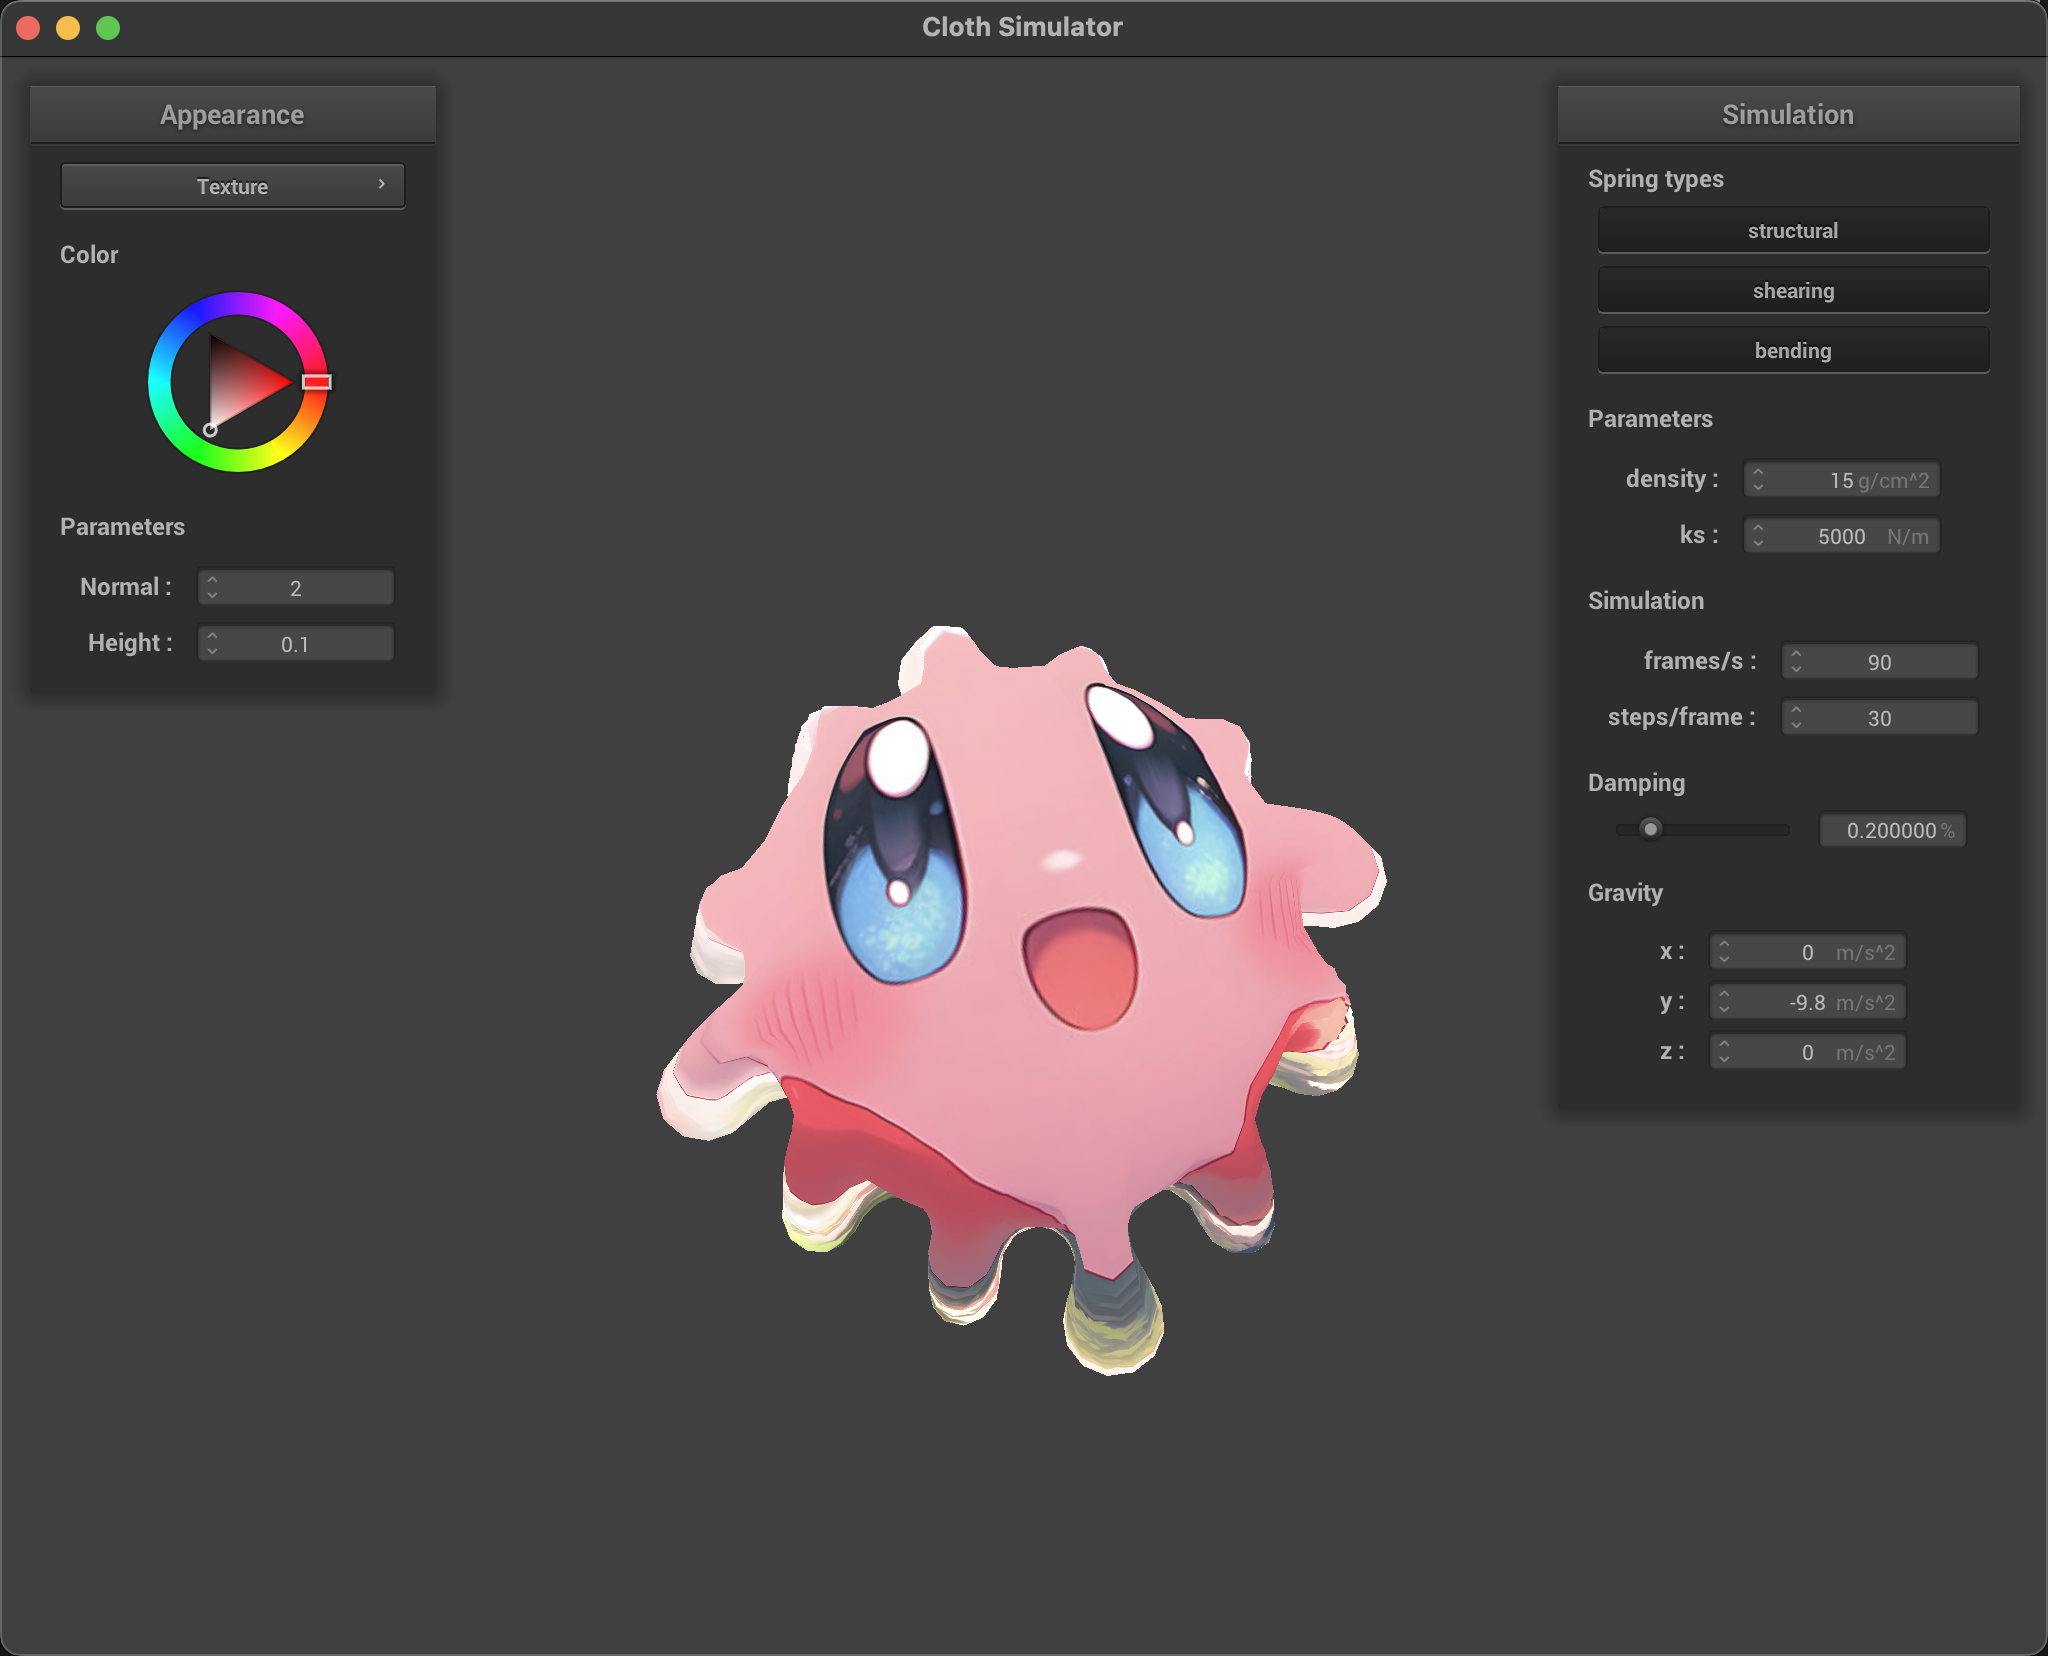 Cloth Simulator
Appearance
Texture
Color
Parameters
Normal : 2
Height : 0.1
Simulation
Spring types
structural
shearing
bending
Parameters
density : 15 g/cm^2
ks : 5000 N/m
Simulation
frames/s : 90
steps/frame : 30
Damping
0.200000 %
Gravity
x : 0 m/s^2
y : -9.8 m/s^2
z : 0 m/s^2